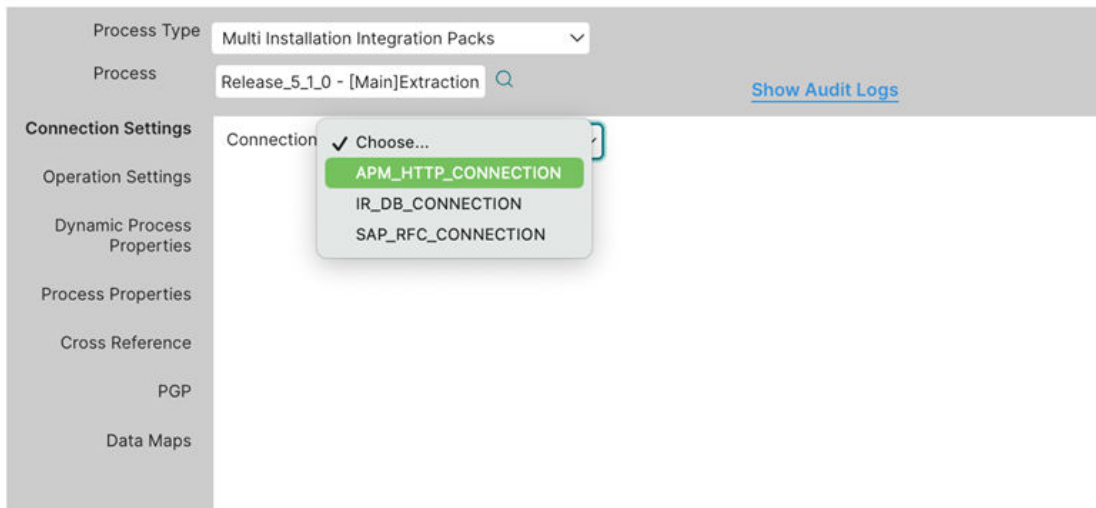 Process Type
Multi Installation Integration Packs
Process
Release_5_1_0 - [Main]Extraction
Show Audit Logs
Connection Settings
Connection
Choose...
APM_HTTP_CONNECTION
IR_DB_CONNECTION
SAP_RFC_CONNECTION
Operation Settings
Dynamic Process
Properties
Process Properties
Cross Reference
PGP
Data Maps